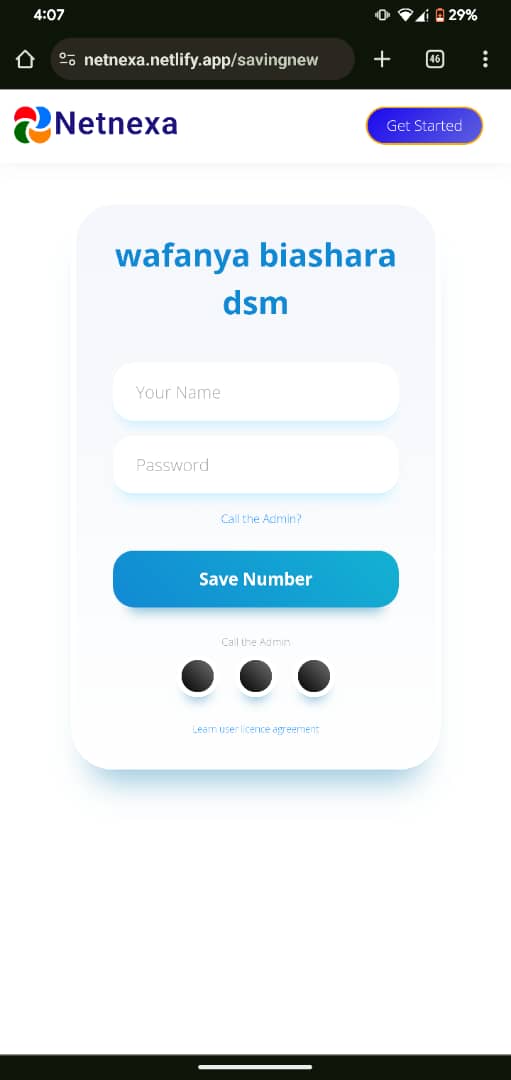 4:07
29%
netnexa.netlify.app/savingnew
46
Netnexa
Get Started
wafanya biashara
dsm
Your Name
Password
Call the Admin?
Save Number
Call the Admin
Learn user licence agreement